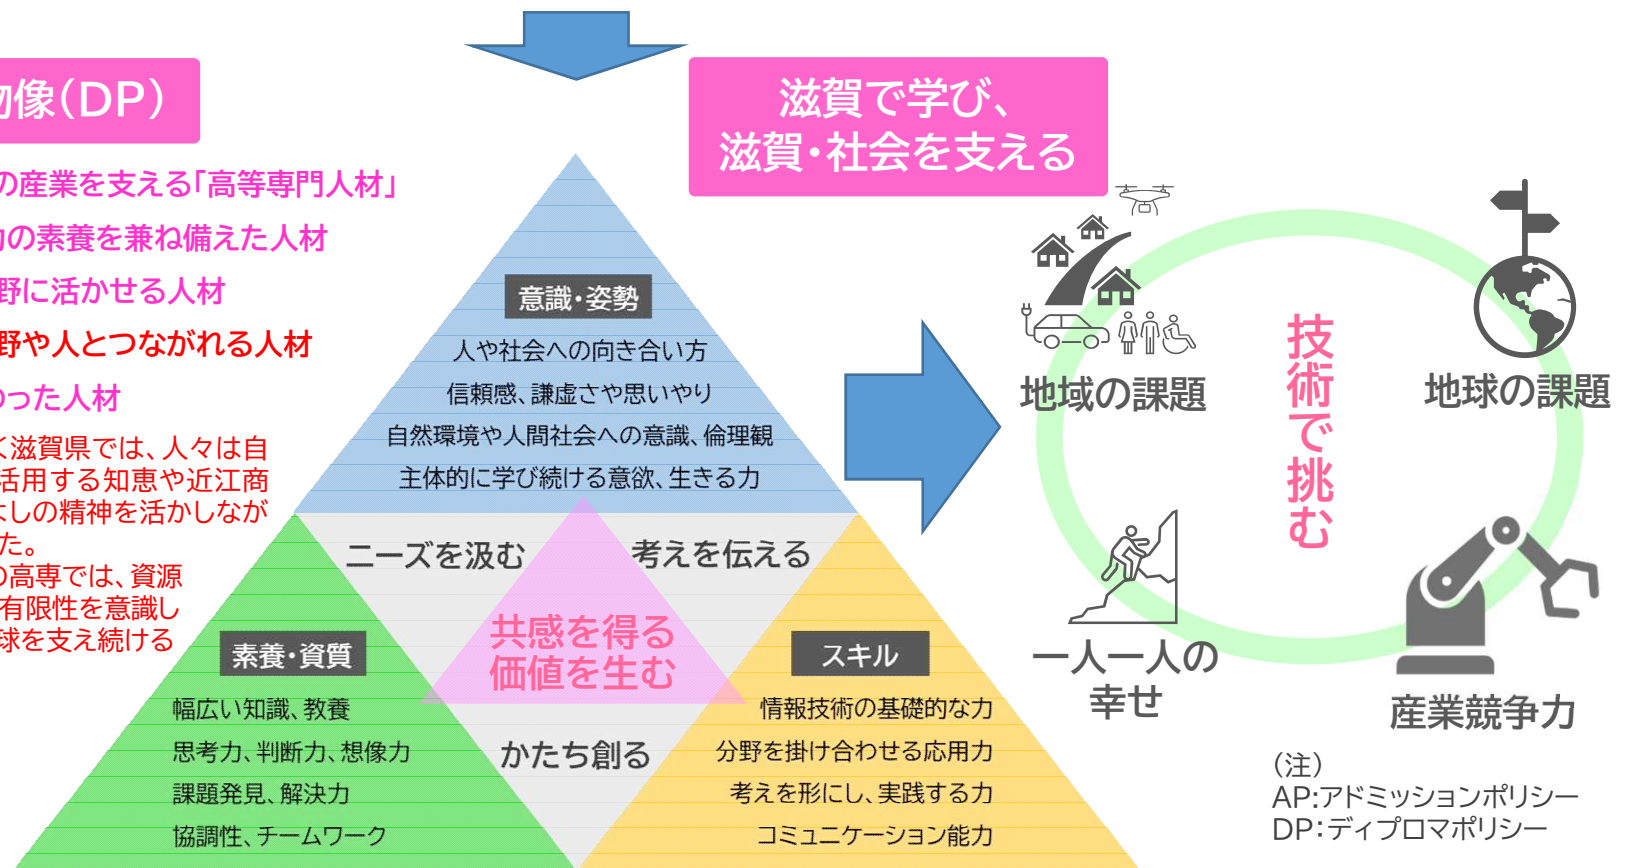 物像（DP）
の産業を支える「高等専門人材」
の素養を兼ね備えた人材
野に活かせる人材
野や人とつながれる人材
わった人材
く滋賀県では、人々は自
活用する知恵や近江商
よしの精神を活かしなが
た。
の高専では、資源
有限性を意識し
球を支え続ける
滋賀で学び、
滋賀・社会を支える
意識・姿勢
人や社会への向き合い方
信頼感、謙虚さや思いやり
自然環境や人間社会への意識、倫理観
主体的に学び続ける意欲、生きる力
ニーズを汲む
考えを伝える
共感を得る
価値を生む
かたち創る
素養・資質
幅広い知識、教養
思考力、判断力、想像力
課題発見、解決力
協調性、チームワーク
スキル
情報技術の基礎的な力
分野を掛け合わせる応用力
考えを形にし、実践する力
コミュニケーション能力
地域の課題
地球の課題
技術で挑む
一人一人の
幸せ
産業競争力
（注）
AP:アドミッションポリシー
DP：ディプロマポリシー